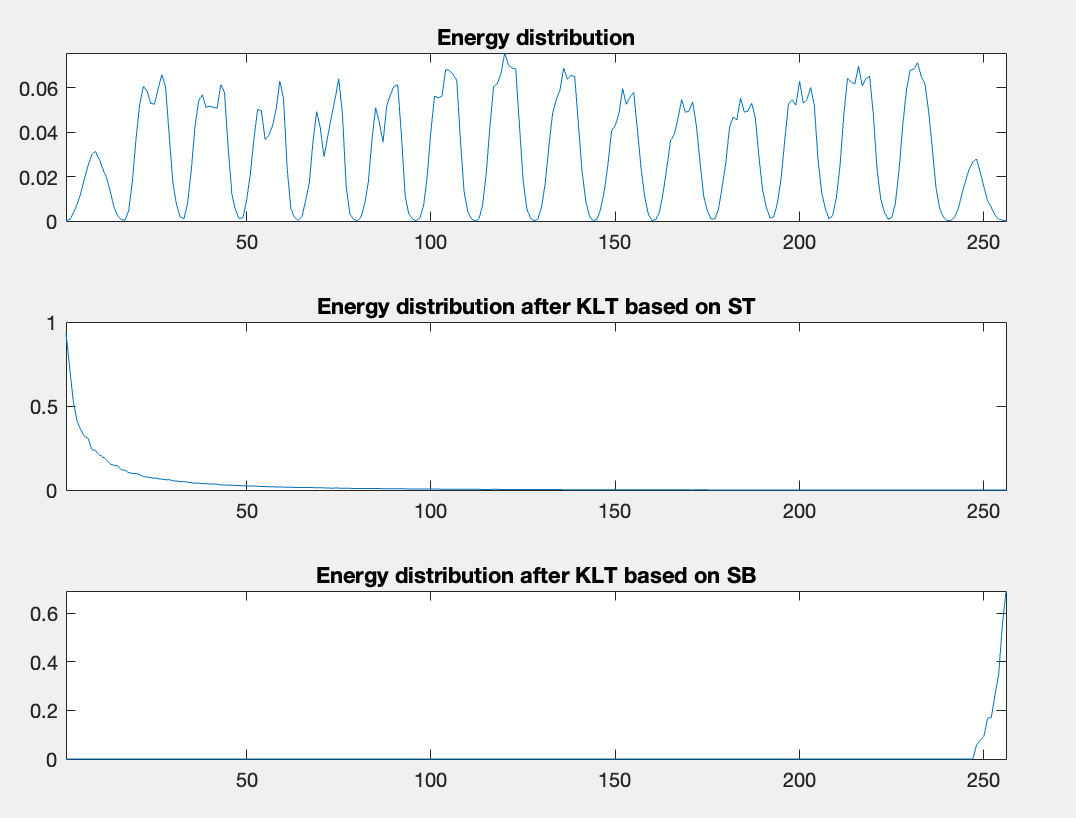 Energy distribution
0.06
0.04
0.02
0
50 100 150 200 250
Energy distribution after KLT based on ST
1
0.5
0
50 100 150 200 250
Energy distribution after KLT based on SB
0.6
0.4
0.2
0
50 100 150 200 250